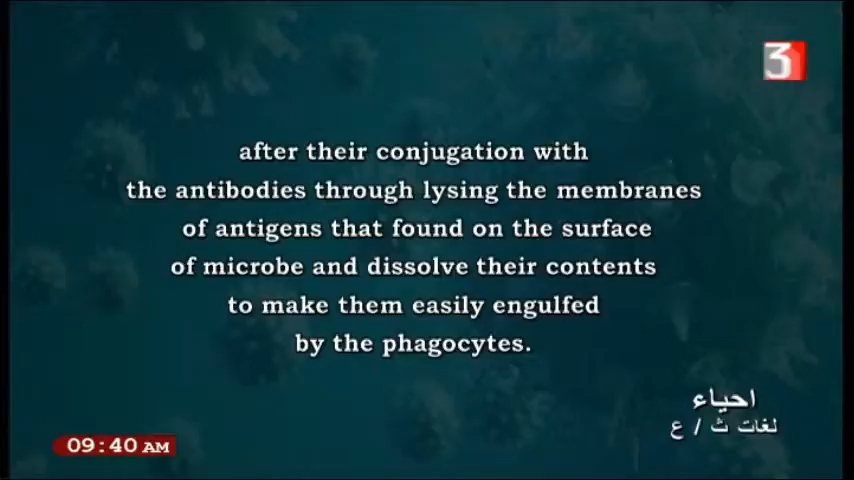 3
after their conjugation with
the antibodies through lysing the membranes
of antigens that found on the surface
of microbe and dissolve their contents
to make them easily engulfed
by the phagocytes.
احياء
لغات ث / ع
09:40 AM